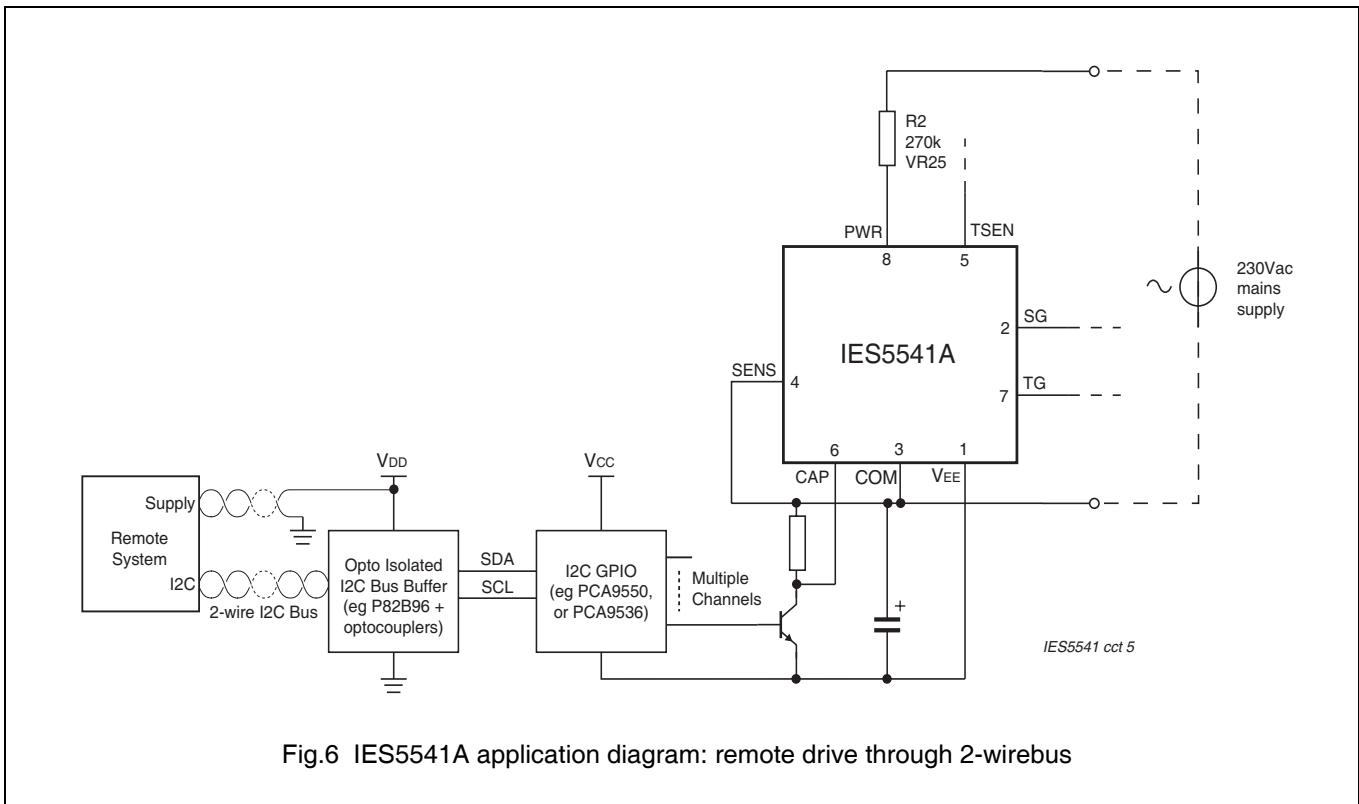 R2
270k
VR25
PWR
TSEN
8
5
230Vac
mains
supply
2
SG
IES5541A
SENS
4
7
TG
6
3
1
CAP
COM
VEE
VDD
VCC
Supply
Remote
System
I2C
2-wire I2C Bus
Opto Isolated
I2C Bus Buffer
(eg P82B96 +
optocouplers)
SDA
SCL
I2C GPIO
(eg PCA9550,
or PCA9536)
Multiple
Channels
+
IES5541 cct 5
Fig.6 IES5541A application diagram: remote drive through 2-wirebus